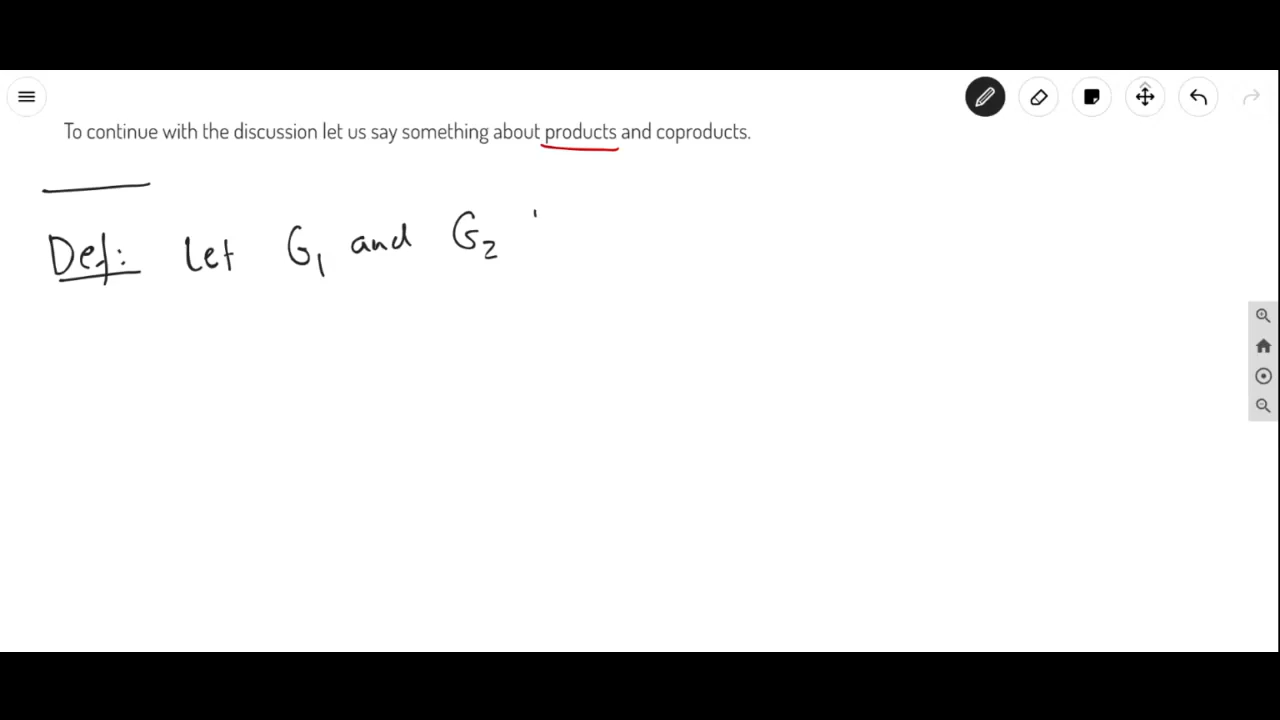 To continue with the discussion let us say something about products and coproducts.
Def: Let G₁ and G₂